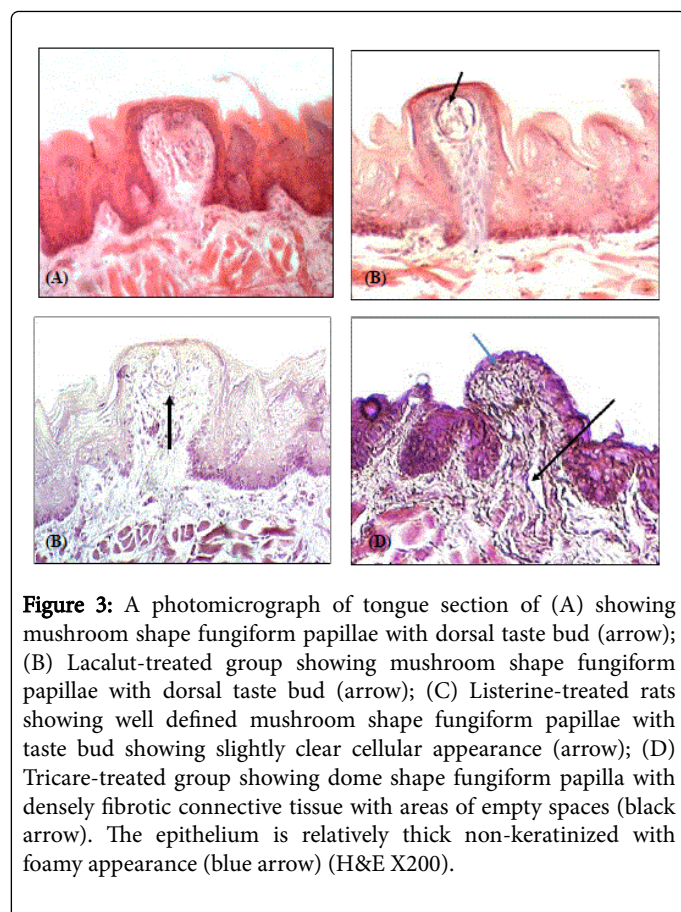 (A)
(B)
(B)
(D)
Figure 3: A photomicrograph of tongue section of (A) showing
mushroom shape fungiform papillae with dorsal taste bud (arrow);
(B) Lacalut-treated group showing mushroom shape fungiform
papillae with dorsal taste bud (arrow); (C) Listerine-treated rats
showing well defined mushroom shape fungiform papillae with
taste bud showing slightly clear cellular appearance (arrow); (D)
Tricare-treated group showing dome shape fungiform papilla with
densely fibrotic connective tissue with areas of empty spaces (black
arrow). The epithelium is relatively thick non-keratinized with
foamy appearance (blue arrow) (H&E X200).